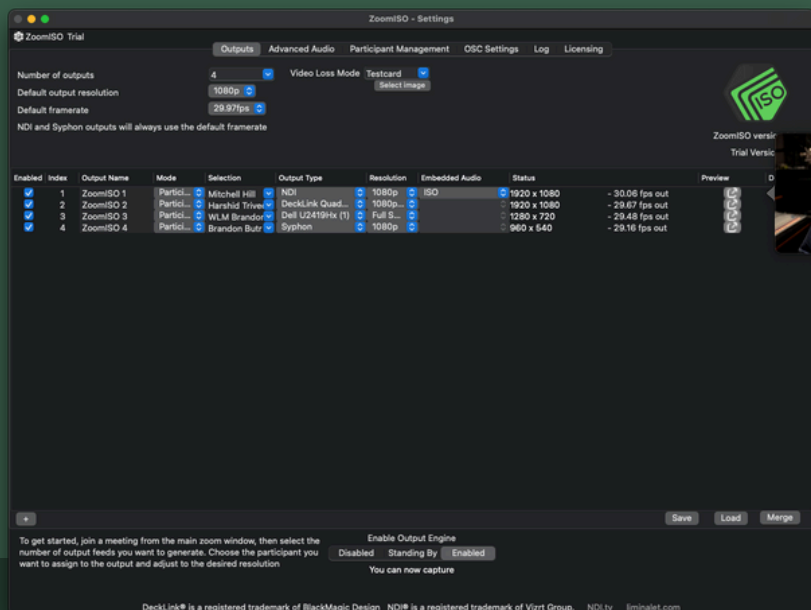 ZoomISO - Settings
ZoomISO Trial
Outputs Advanced Audio Participant Management OSC Settings Log Licensing
Number of outputs 4 Video Loss Mode Testcard
Select image
Default output resolution 1080p
Default framerate 29.97fps
NDI and Syphon outputs will always use the default framerate
ISO
ZoomISO versi
Trial Versic
Enabled Index Output Name Mode Selection Output Type Resolution Embedded Audio Status Preview D
1 ZoomISO 1 Partici... Mitchell Hill NDI 1080p ISO 1920 x 1080 - 30.06 fps out
2 ZoomISO 2 Partici... Harshid Trive DeckLink Quad... 1080p... 1920 x 1080 - 29.67 fps out
3 ZoomISO 3 Partici... WLM Brandor Dell U2419Hx (1) Full S... 1280 x 720 - 29.48 fps out
4 ZoomISO 4 Partici... Brandon Butr Syphon 1080p 960 x 540 - 29.16 fps out
+ Save Load Merge
To get started, join a meeting from the main zoom window, then select the
number of output feeds you want to generate. Choose the participant you
want to assign to the output and adjust to the desired resolution
Enable Output Engine
Disabled Standing By Enabled
You can now capture
DeckLink® is a registered trademark of BlackMagic Design NDI® is a registered trademark of Vizrt Group. NDI.tv liminalet.com